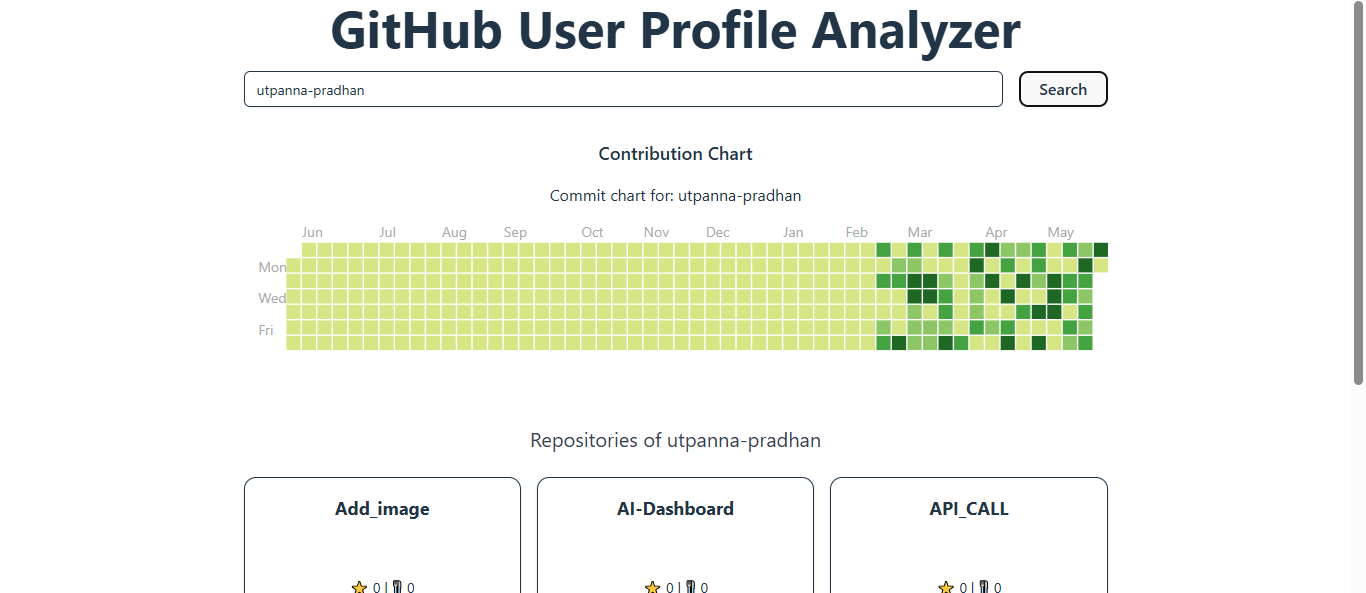 GitHub User Profile Analyzer
utpanna-pradhan Search
Contribution Chart
Commit chart for: utpanna-pradhan
Jun Jul Aug Sep Oct Nov Dec Jan Feb Mar Apr May
Mon
Wed
Fri
Repositories of utpanna-pradhan
Add_image AI-Dashboard API_CALL
⭐ 0 | 🍴 0 ⭐ 0 | 🍴 0 ⭐ 0 | 🍴 0